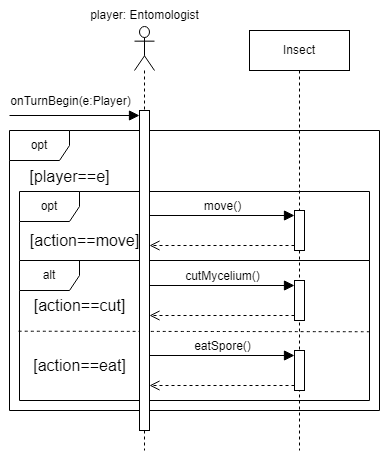 player: Entomologist
Insect
onTurnBegin(e:Player)
opt
[player==e]
opt
move()
[action==move]
alt
cutMycelium()
[action==cut]
eatSpore()
[action==eat]